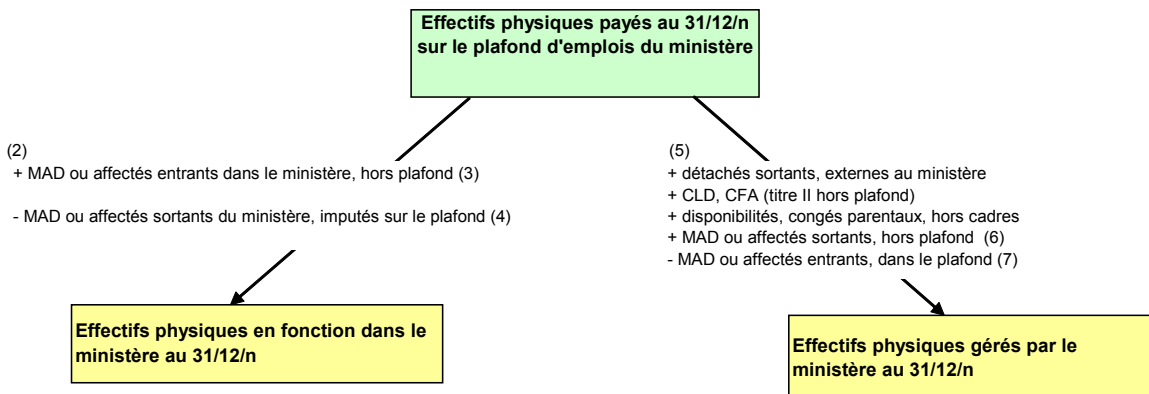 Effectifs physiques payés au 31/12/n
sur le plafond d'emplois du ministère
(2)
+ MAD ou affectés entrants dans le ministère, hors plafond (3)
- MAD ou affectés sortants du ministère, imputés sur le plafond (4)
(5)
+ détachés sortants, externes au ministère
+ CLD, CFA (titre II hors plafond)
+ disponibilités, congés parentaux, hors cadres
+ MAD ou affectés sortants, hors plafond (6)
- MAD ou affectés entrants, dans le plafond (7)
Effectifs physiques en fonction dans le
ministère au 31/12/n
Effectifs physiques gérés par le
ministère au 31/12/n